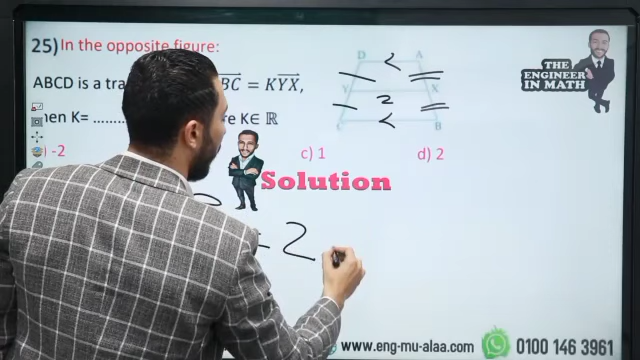 25) In the opposite figure:
D A
ABCD is a tra BC = KYX,
Y X
THE
ENGINEER
IN MATH
hen K= ........ re K∈ ℝ
2
C B
) -2 c) 1 d) 2
Solution
= 2
www.eng-mu-alaa.com 0100 146 3961